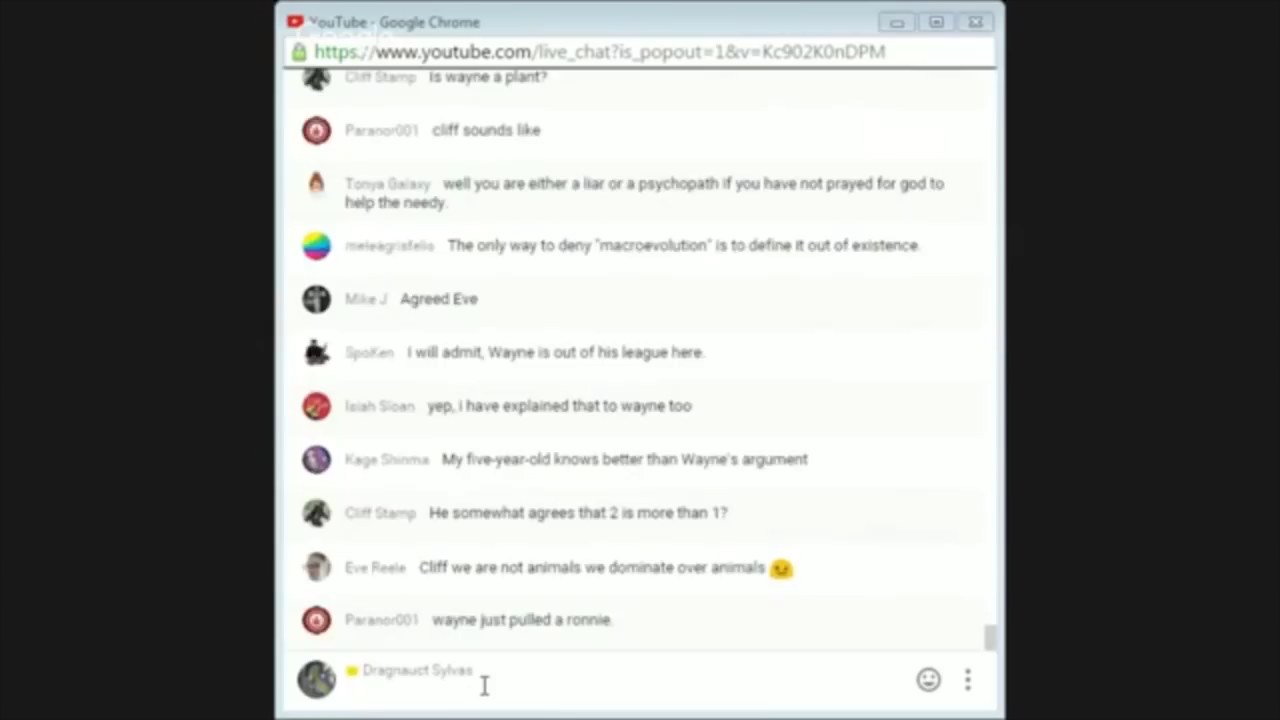 YouTube - Google Chrome
Google
https://www.youtube.com/live_chat?is_popout=1&v=Kc902K0nDPM
Cliff Stamp Is wayne a plant?
Paranor001 cliff sounds like
Tonya Galaxy well you are either a liar or a psychopath if you have not prayed for god to
help the needy.
meleagrisfelio The only way to deny "macroevolution" is to define it out of existence.
Mike J Agreed Eve
SpoKen I will admit, Wayne is out of his league here.
Isiah Sloan yep, i have explained that to wayne too
Kage Shinma My five-year-old knows better than Wayne's argument
Cliff Stamp He somewhat agrees that 2 is more than 1?
Eve Reele Cliff we are not animals we dominate over animals
Paranor001 wayne just pulled a ronnie.
Dragnauct Sylvas